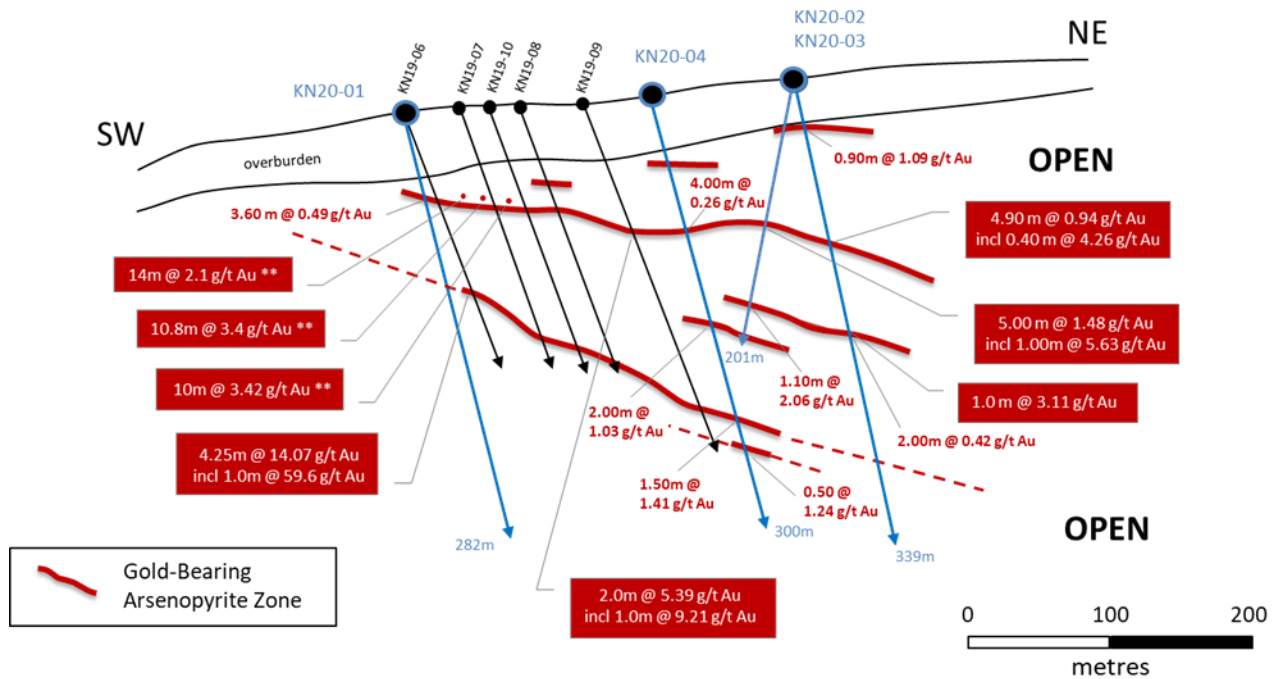 KN20-02
KN20-03
NE
KN20-04
KN20-01
KN19-06
KN19-07
KN19-10
KN19-08
KN19-09
SW
overburden
0.90m @ 1.09 g/t Au
OPEN
4.00m @
0.26 g/t Au
3.60 m @ 0.49 g/t Au
4.90 m @ 0.94 g/t Au
incl 0.40 m @ 4.26 g/t Au
14m @ 2.1 g/t Au **
10.8m @ 3.4 g/t Au **
5.00 m @ 1.48 g/t Au
incl 1.00m @ 5.63 g/t Au
201m
10m @ 3.42 g/t Au **
1.10m @
2.06 g/t Au
1.0 m @ 3.11 g/t Au
2.00m @
1.03 g/t Au
2.00m @ 0.42 g/t Au
4.25m @ 14.07 g/t Au
incl 1.0m @ 59.6 g/t Au
1.50m @
1.41 g/t Au
0.50 @
1.24 g/t Au
282m
300m
339m
OPEN
Gold-Bearing
Arsenopyrite Zone
2.0m @ 5.39 g/t Au
incl 1.0m @ 9.21 g/t Au
0 100 200
metres